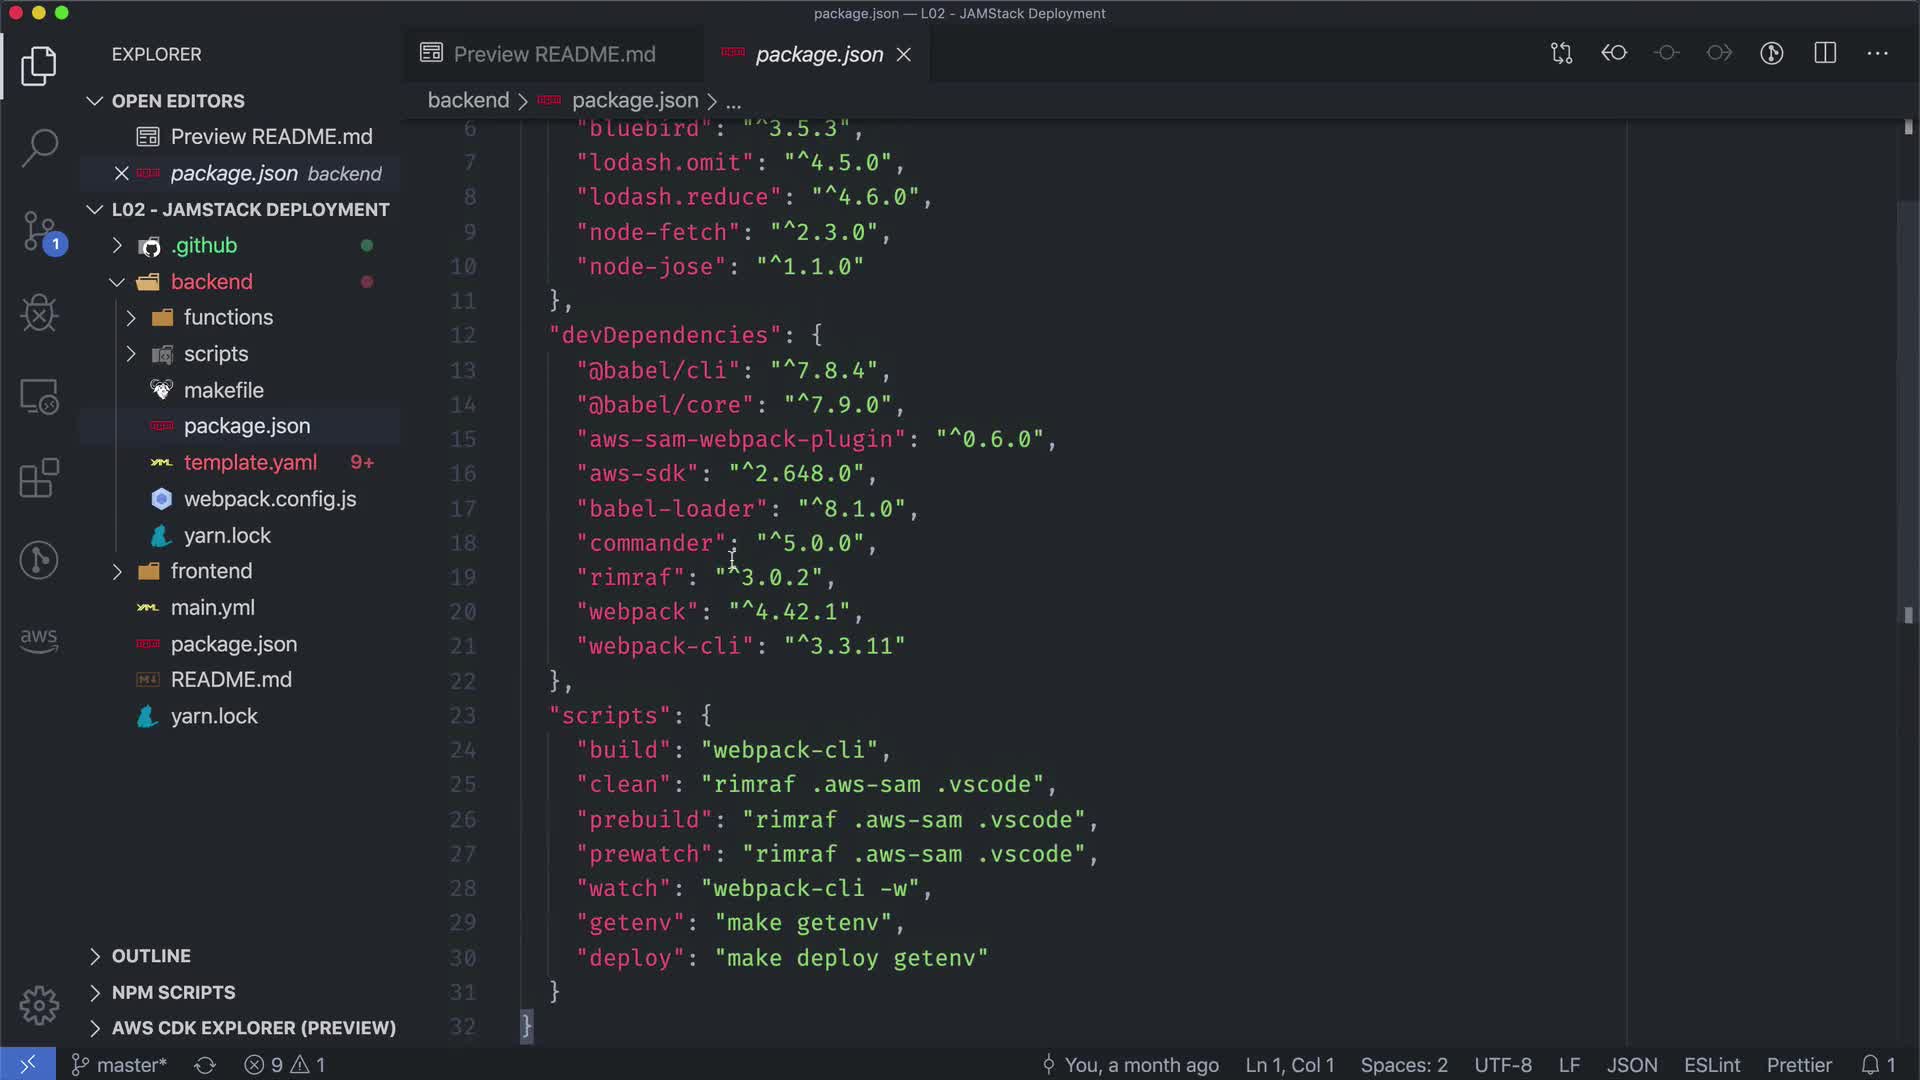 package.json — L02 - JAMStack Deployment
EXPLORER
OPEN EDITORS
Preview README.md
package.json backend
L02 - JAMSTACK DEPLOYMENT
.github
backend
functions
scripts
makefile
package.json
template.yaml 9+
webpack.config.js
yarn.lock
frontend
main.yml
package.json
README.md
yarn.lock
OUTLINE
NPM SCRIPTS
AWS CDK EXPLORER (PREVIEW)
1
aws
Preview README.md
package.json
backend > package.json > ...
6 "bluebird": "^3.5.3",
7 "lodash.omit": "^4.5.0",
8 "lodash.reduce": "^4.6.0",
9 "node-fetch": "^2.3.0",
10 "node-jose": "^1.1.0"
11 },
12 "devDependencies": {
13 "@babel/cli": "^7.8.4",
14 "@babel/core": "^7.9.0",
15 "aws-sam-webpack-plugin": "^0.6.0",
16 "aws-sdk": "^2.648.0",
17 "babel-loader": "^8.1.0",
18 "commander": "^5.0.0",
19 "rimraf": "^3.0.2",
20 "webpack": "^4.42.1",
21 "webpack-cli": "^3.3.11"
22 },
23 "scripts": {
24 "build": "webpack-cli",
25 "clean": "rimraf .aws-sam .vscode",
26 "prebuild": "rimraf .aws-sam .vscode",
27 "prewatch": "rimraf .aws-sam .vscode",
28 "watch": "webpack-cli -w",
29 "getenv": "make getenv",
30 "deploy": "make deploy getenv"
31 }
32 }
master* 9 1 You, a month ago Ln 1, Col 1 Spaces: 2 UTF-8 LF JSON ESLint Prettier 1